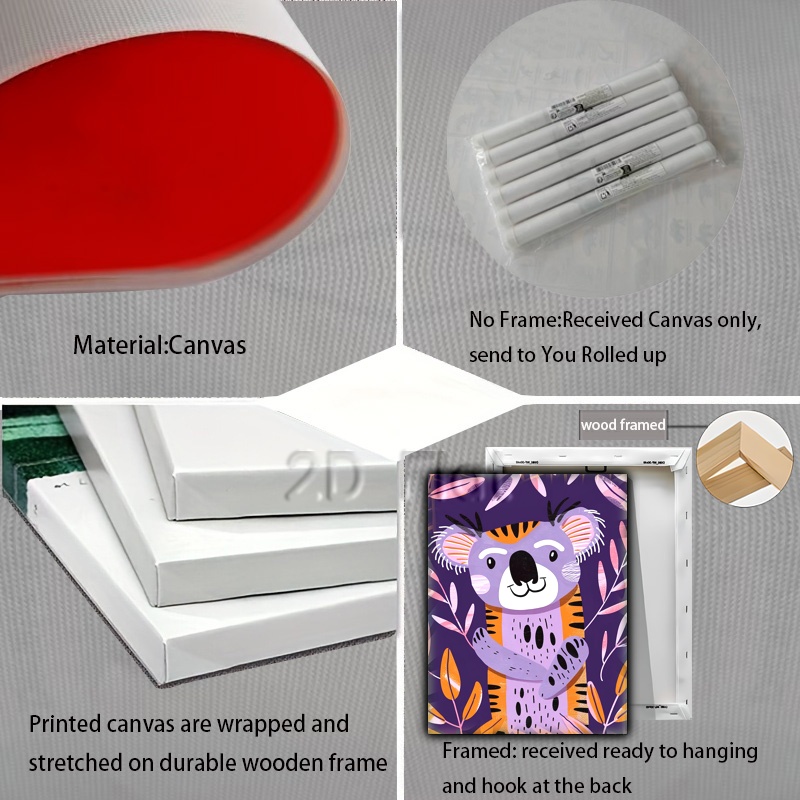 Material:Canvas
No Frame:Received Canvas only,
send to You Rolled up
wood framed
2D
Printed canvas are wrapped and
stretched on durable wooden frame
Framed: received ready to hanging
and hook at the back